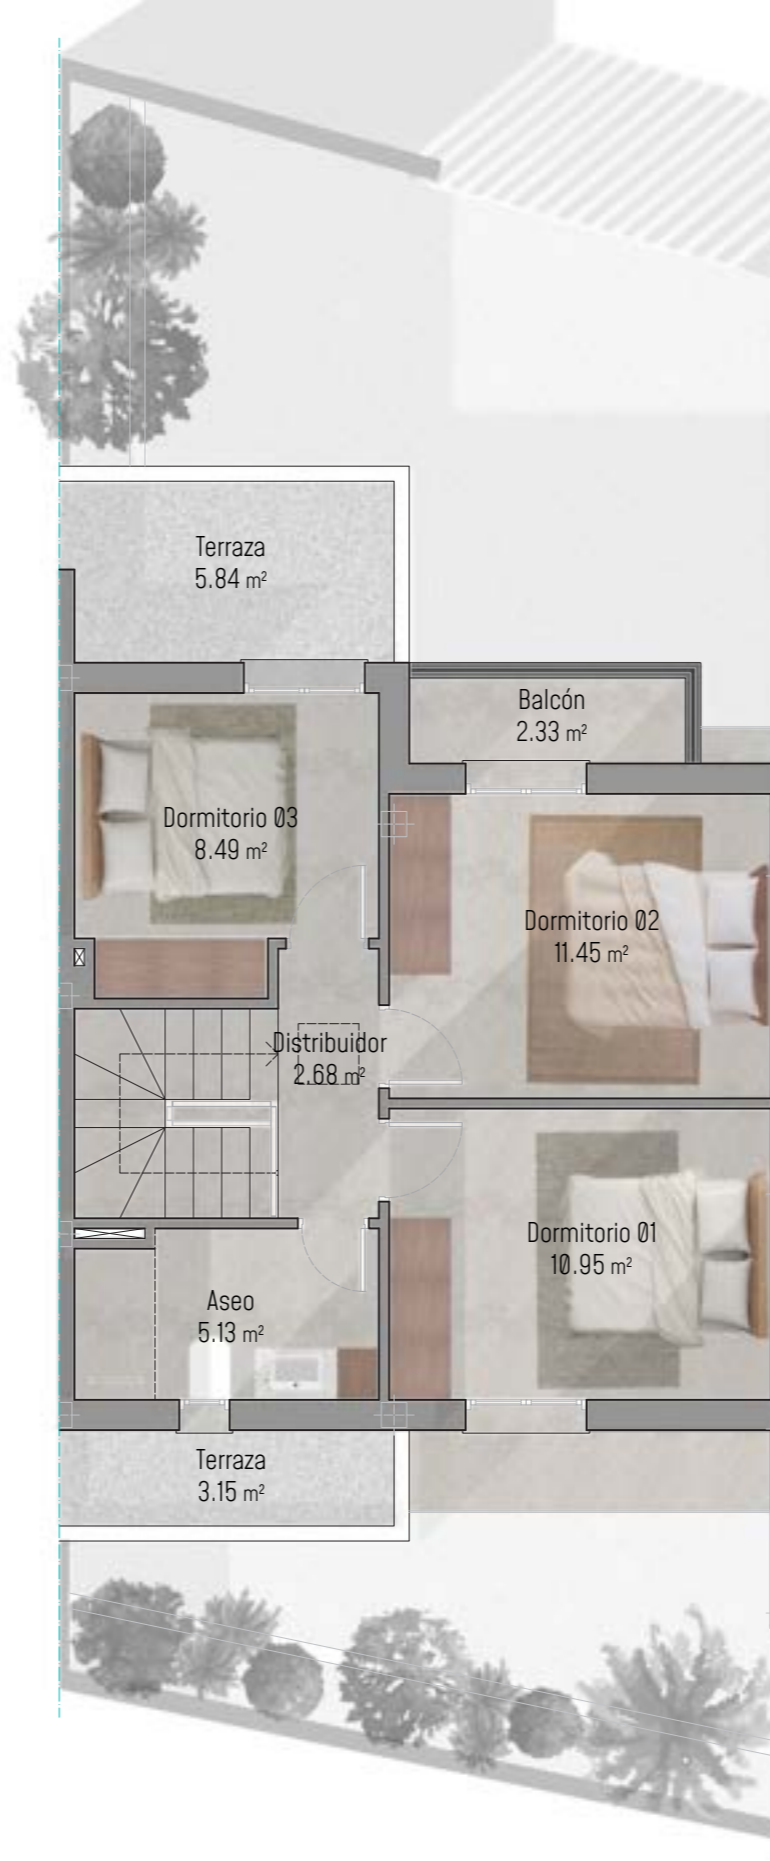 Terraza
5.84 m²
Balcón
2.33 m²
Dormitorio 03
8.49 m²
Dormitorio 02
11.45 m²
Distribuidor
2.68 m²
Dormitorio 01
10.95 m²
Aseo
5.13 m²
Terraza
3.15 m²